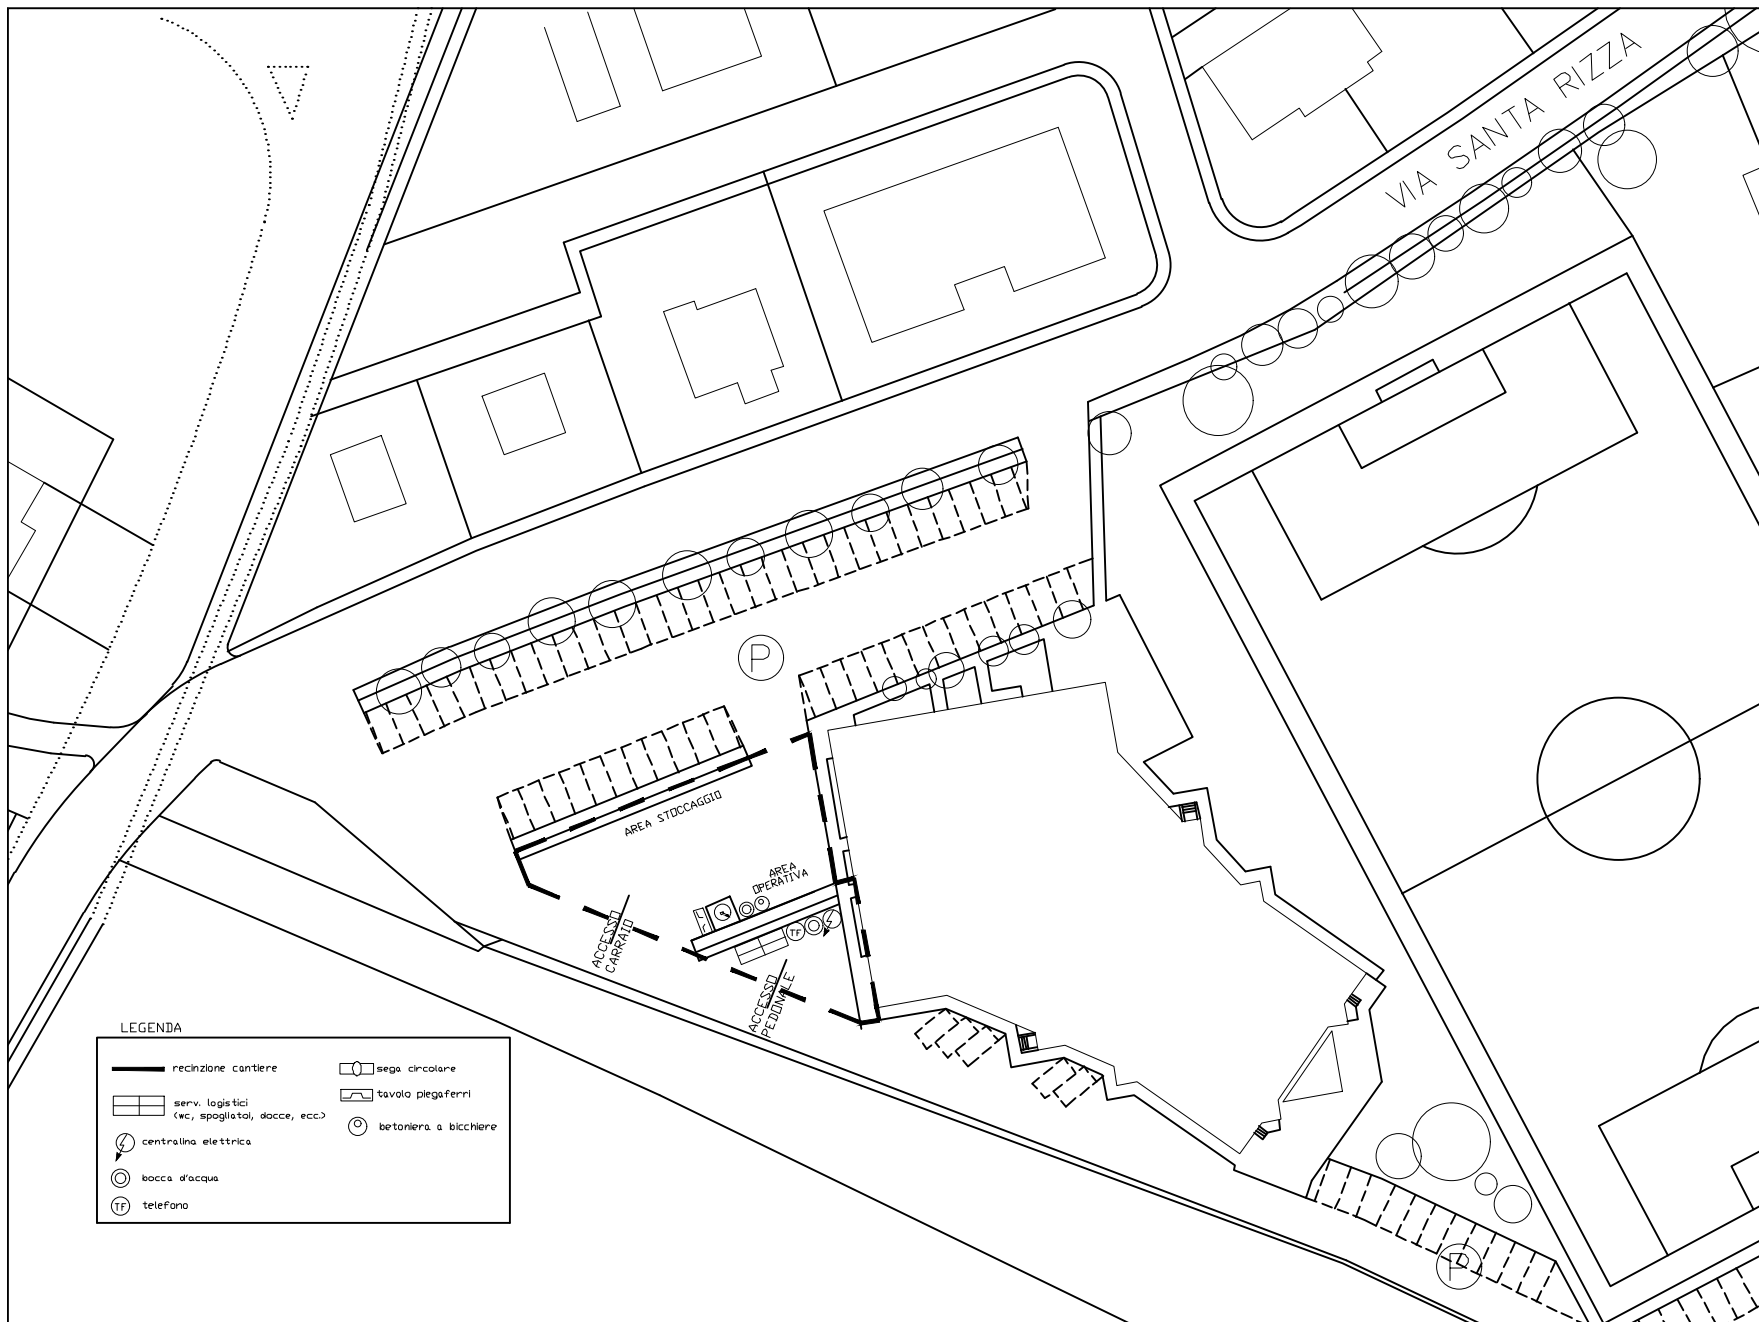 VIA SANTA RIZZA
P
AREA STOCCAGGIO
AREA
OPERATIVA
ACCESSO
CARRAIO
TF
ACCESSO
PEDONALE
LEGENDA
recinzione cantiere
serv. logistici
(wc, spogliatoi, docce, ecc.)
centralina elettrica
bocca d'acqua
TF telefono
sega circolare
tavolo piegaferri
betoniera a bicchiere
P